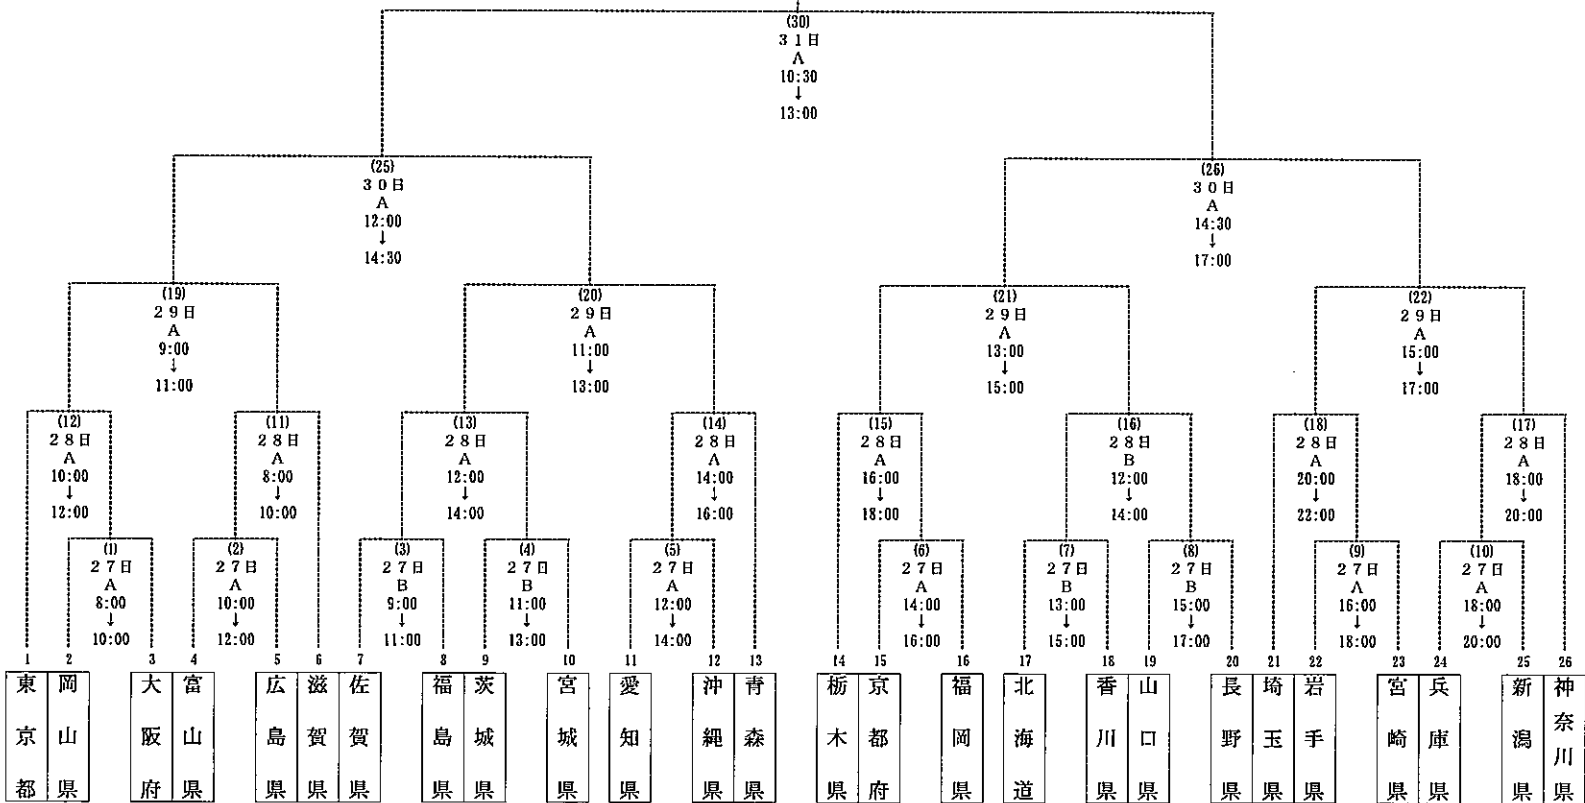 (30)
31日
A
10:30
↓
13:00
(25)
30日
A
12:00
↓
14:30
(26)
30日
A
14:30
↓
17:00
(19)
29日
A
9:00
↓
11:00
(20)
29日
A
11:00
↓
13:00
(21)
29日
A
13:00
↓
15:00
(22)
29日
A
15:00
↓
17:00
(12)
28日
A
10:00
↓
12:00
(11)
28日
A
8:00
↓
10:00
(13)
28日
A
12:00
↓
14:00
(14)
28日
A
14:00
↓
16:00
(15)
28日
A
16:00
↓
18:00
(16)
28日
B
12:00
↓
14:00
(18)
28日
A
20:00
↓
22:00
(17)
28日
A
18:00
↓
20:00
(1)
27日
A
8:00
↓
10:00
(2)
27日
A
10:00
↓
12:00
(3)
27日
B
9:00
↓
11:00
(4)
27日
B
11:00
↓
13:00
(5)
27日
A
12:00
↓
14:00
(6)
27日
A
14:00
↓
16:00
(7)
27日
B
13:00
↓
15:00
(8)
27日
B
15:00
↓
17:00
(9)
27日
A
16:00
↓
18:00
(10)
27日
A
18:00
↓
20:00
1 東京都
2 岡山県
3 大阪府
4 富山県
5 広島県
6 滋賀県
7 佐賀県
8 福島県
9 茨城県
10 宮城県
11 愛知県
12 沖縄県
13 青森県
14 栃木県
15 京都府
16 福岡県
17 北海道
18 香川県
19 山口県
20 長野県
21 埼玉県
22 岩手県
23 宮崎県
24 兵庫県
25 新潟県
26 神奈川県